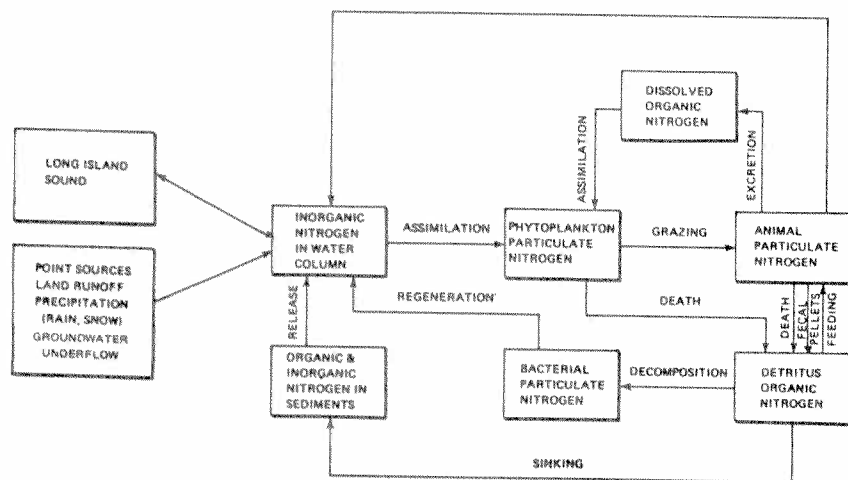 DISSOLVED
ORGANIC
NITROGEN
ASSIMILATION
EXCRETION
LONG ISLAND
SOUND
INORGANIC
NITROGEN
IN WATER
COLUMN
ASSIMILATION
PHYTOPLANKTON
PARTICULATE
NITROGEN
GRAZING
ANIMAL
PARTICULATE
NITROGEN
POINT SOURCES
LAND RUNOFF
PRECIPITATION
(RAIN, SNOW)
GROUNDWATER
UNDERFLOW
RELEASE
REGENERATION
DEATH
DEATH
FECAL
PELLETS
FEEDING
ORGANIC &
INORGANIC
NITROGEN IN
SEDIMENTS
BACTERIAL
PARTICULATE
NITROGEN
DECOMPOSITION
DETRITUS
ORGANIC
NITROGEN
SINKING